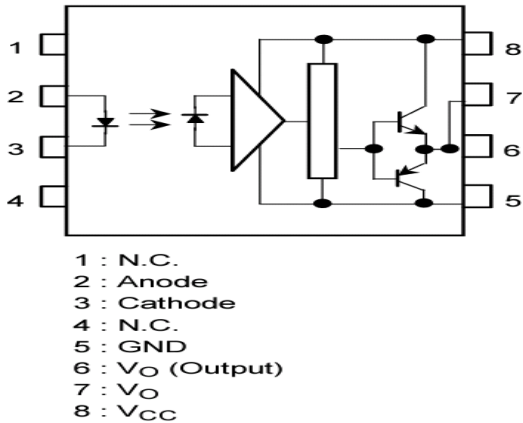 1
8
2
7
3
6
4
5
1 : N.C.
2 : Anode
3 : Cathode
4 : N.C.
5 : GND
6 : VO (Output)
7 : VO
8 : VCC